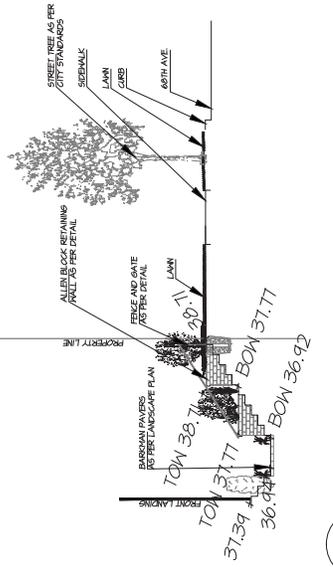 STREET TREE AS PER
CITY STANDARDS
SIDEWALK
LAWN
CURB
68TH AVE.
ALLEN BLOCK RETAINING
WALL AS PER DETAIL
FENCE AND GATE
AS PER DETAIL
LAWN
38.71
PROPERTY LINE
BARKMAN PAVERS
AS PER LANDSCAPE PLAN
TOW 38.7
BOW 37.77
TOW 37.77
BOW 36.92
FRONT LANDING
37.39
36.94